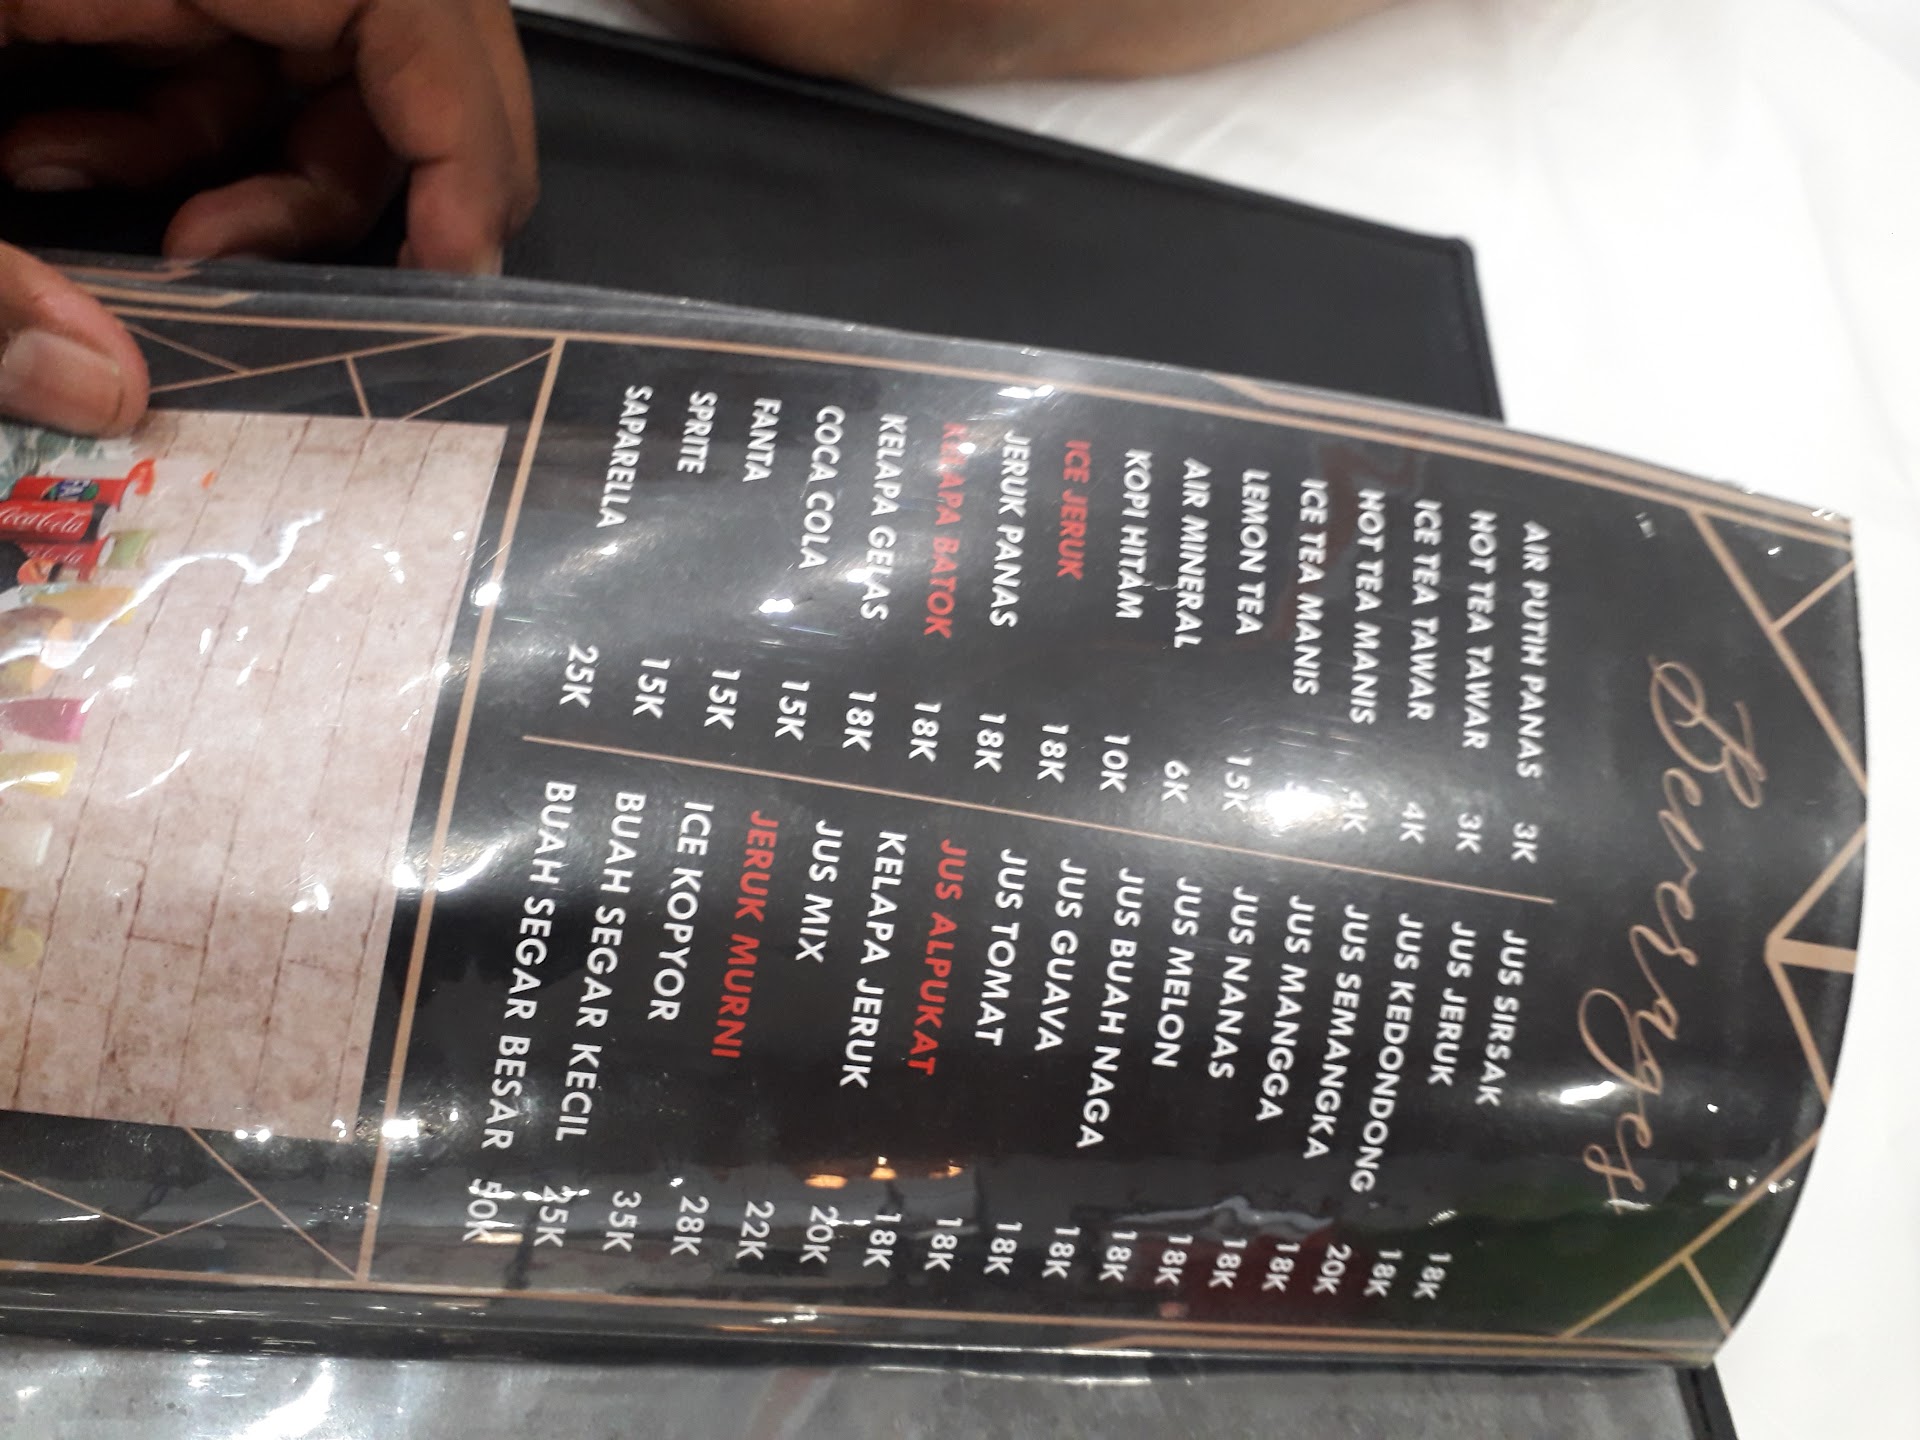 Beverages
AIR PUTIH PANAS 3K
HOT TEA TAWAR 3K
ICE TEA TAWAR 4K
HOT TEA MANIS 4K
ICE TEA MANIS
LEMON TEA 15K
AIR MINERAL 6K
KOPI HITAM 10K
ICE JERUK 18K
JERUK PANAS 18K
KELAPA BATOK 18K
KELAPA GELAS 18K
COCA COLA 15K
FANTA 15K
SPRITE 15K
SAPARELLA 25K
JUS SIRSAK 18K
JUS JERUK 18K
JUS KEDONDONG 20K
JUS SEMANGKA 18K
JUS MANGGA 18K
JUS NANAS 18K
JUS MELON 18K
JUS BUAH NAGA 18K
JUS GUAVA 18K
JUS TOMAT 18K
JUS ALPUKAT 18K
KELAPA JERUK 20K
JUS MIX 22K
JERUK MURNI 28K
ICE KOPYOR 35K
BUAH SEGAR KECIL 25K
BUAH SEGAR BESAR 50K
Coca-Cola